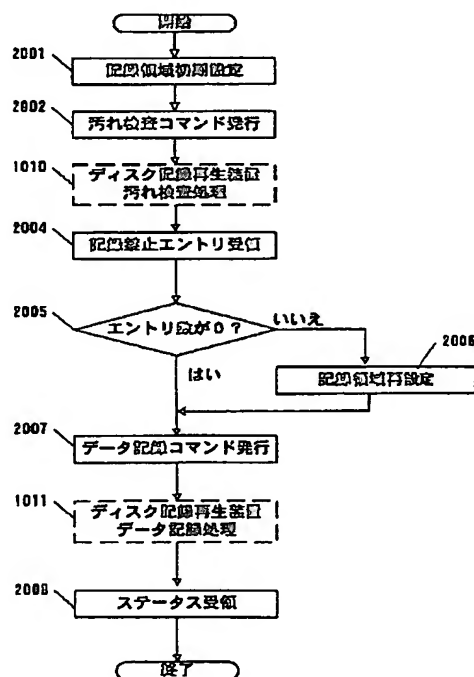 開始
2001
記録領域初期設定
2002
汚れ検査コマンド発行
1010
ディスク記録再生装置
汚れ検査処理
2004
記録禁止エントリ受領
2005
エントリ数が0?
いいえ
2006
はい
記録領域再設定
2007
データ記録コマンド発行
1011
ディスク記録再生装置
データ記録処理
2008
ステータス受領
終了